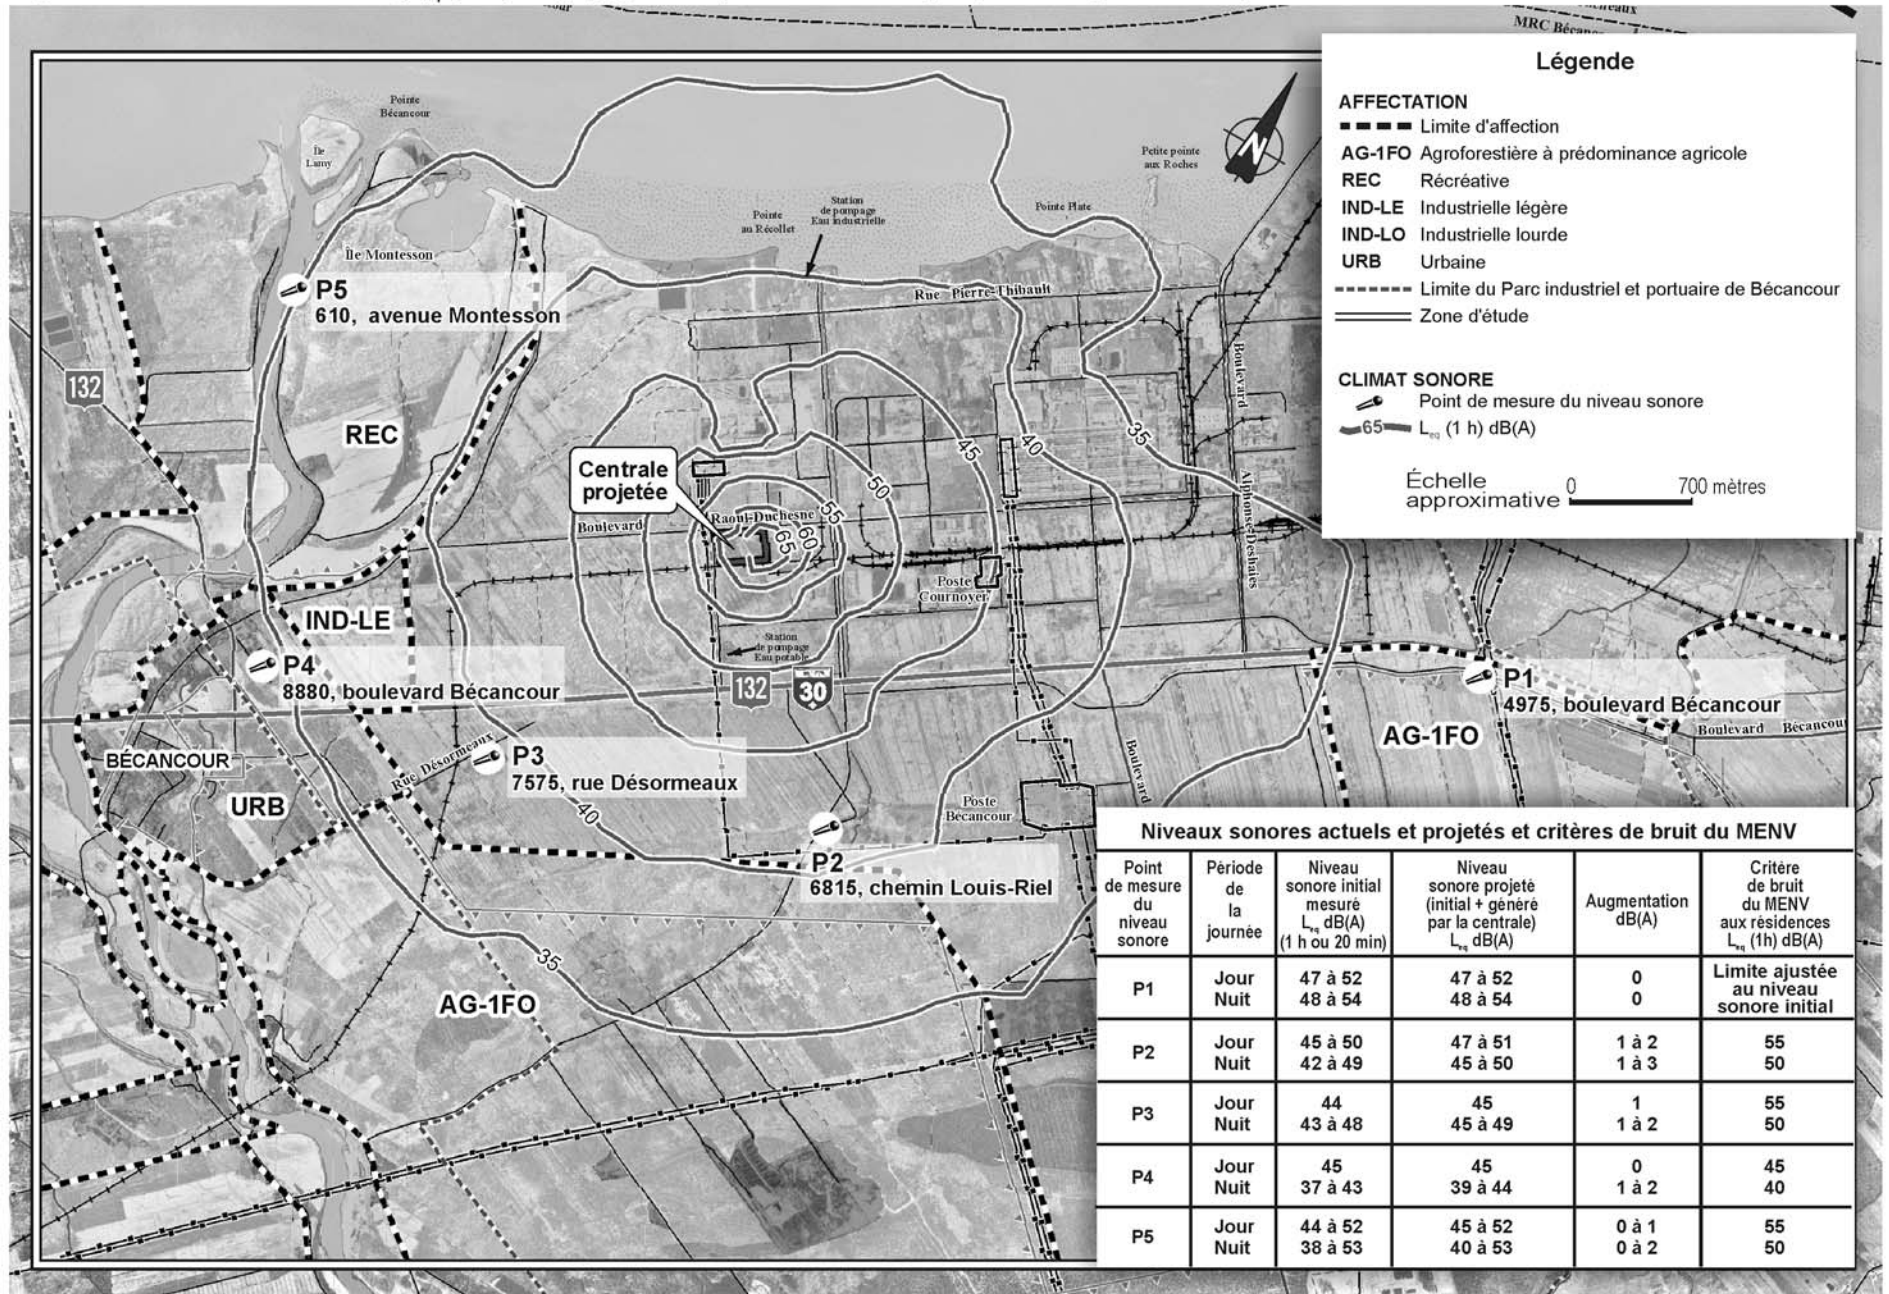 MRC Bécancour
Légende
AFFECTATION
Limite d'affection
AG-1FO Agroforestière à prédominance agricole
REC Récréative
IND-LE Industrielle légère
IND-LO Industrielle lourde
URB Urbaine
Limite du Parc industriel et portuaire de Bécancour
Zone d'étude
CLIMAT SONORE
Point de mesure du niveau sonore
65 Leq (1 h) dB(A)
Échelle
approximative 0 700 mètres
N
Pointe
Bécancour
Île
Lamy
Petite pointe
aux Roches
Station
de pompage
Eau industrielle
Pointe
au Récollet
Pointe Plate
Île Montesson
P5
610, avenue Montesson
Rue Pierre-Thibault
132
REC
Boulevard
Alphonse-Deshaies
35
40
45
50
55
60
65
Centrale
projetée
Boulevard Raoul-Duchesne
Poste
Cournoyer
IND-LE
Station
de pompage
Eau potable
P4
8880, boulevard Bécancour
132
30
P1
4975, boulevard Bécancour
AG-1FO
Boulevard Bécancour
BÉCANCOUR
Rue Désormeaux
P3
7575, rue Désormeaux
URB
40
Boulevard
Poste
Bécancour
P2
6815, chemin Louis-Riel
35
AG-1FO
Niveaux sonores actuels et projetés et critères de bruit du MENV
Point
de mesure
du
niveau
sonore
Période
de
la
journée
Niveau
sonore initial
mesuré
Leq dB(A)
(1 h ou 20 min)
Niveau
sonore projeté
(initial + généré
par la centrale)
Leq dB(A)
Augmentation
dB(A)
Critère
de bruit
du MENV
aux résidences
Leq (1h) dB(A)
P1
Jour 47 à 52 47 à 52 0
Nuit 48 à 54 48 à 54 0
Limite ajustée
au niveau
sonore initial
P2
Jour 45 à 50 47 à 51 1 à 2 55
Nuit 42 à 49 45 à 50 1 à 3 50
P3
Jour 44 45 1 55
Nuit 43 à 48 45 à 49 1 à 2 50
P4
Jour 45 45 0 45
Nuit 37 à 43 39 à 44 1 à 2 40
P5
Jour 44 à 52 45 à 52 0 à 1 55
Nuit 38 à 53 40 à 53 0 à 2 50